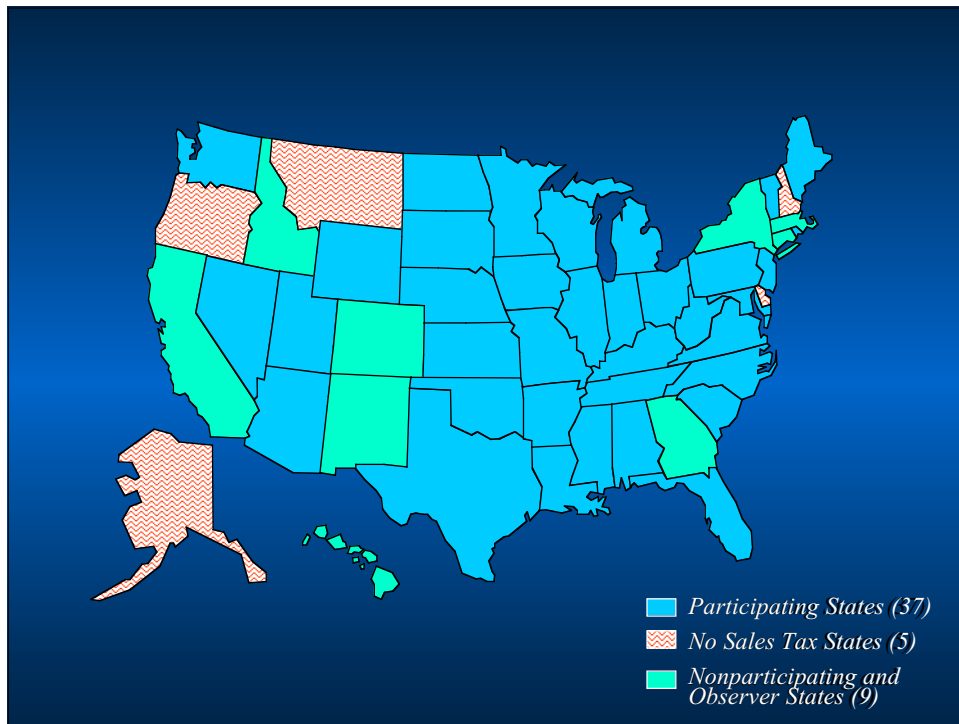 Participating States (37)
No Sales Tax States (5)
Nonparticipating and
Observer States (9)